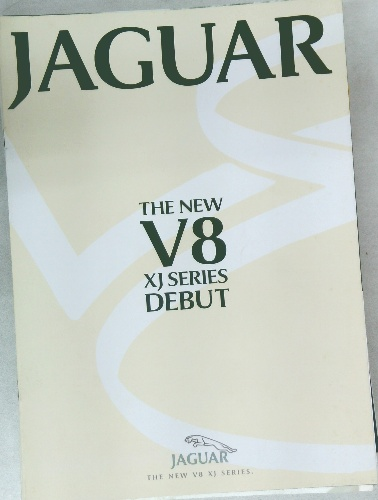 JAGUAR
THE NEW
V8
XJ SERIES
DEBUT
JAGUAR
THE NEW V8 XJ SERIES.